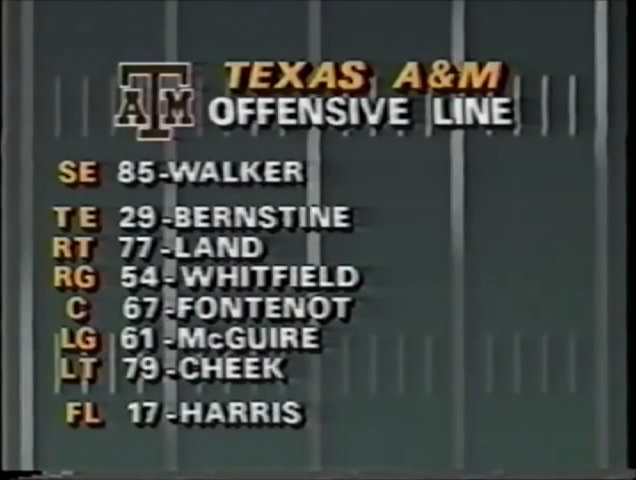 ATM TEXAS A&M
OFFENSIVE LINE
SE 85-WALKER
TE 29-BERNSTINE
RT 77-LAND
RG 54-WHITFIELD
C 67-FONTENOT
LG 61-McGUIRE
LT 79-CHEEK
FL 17-HARRIS